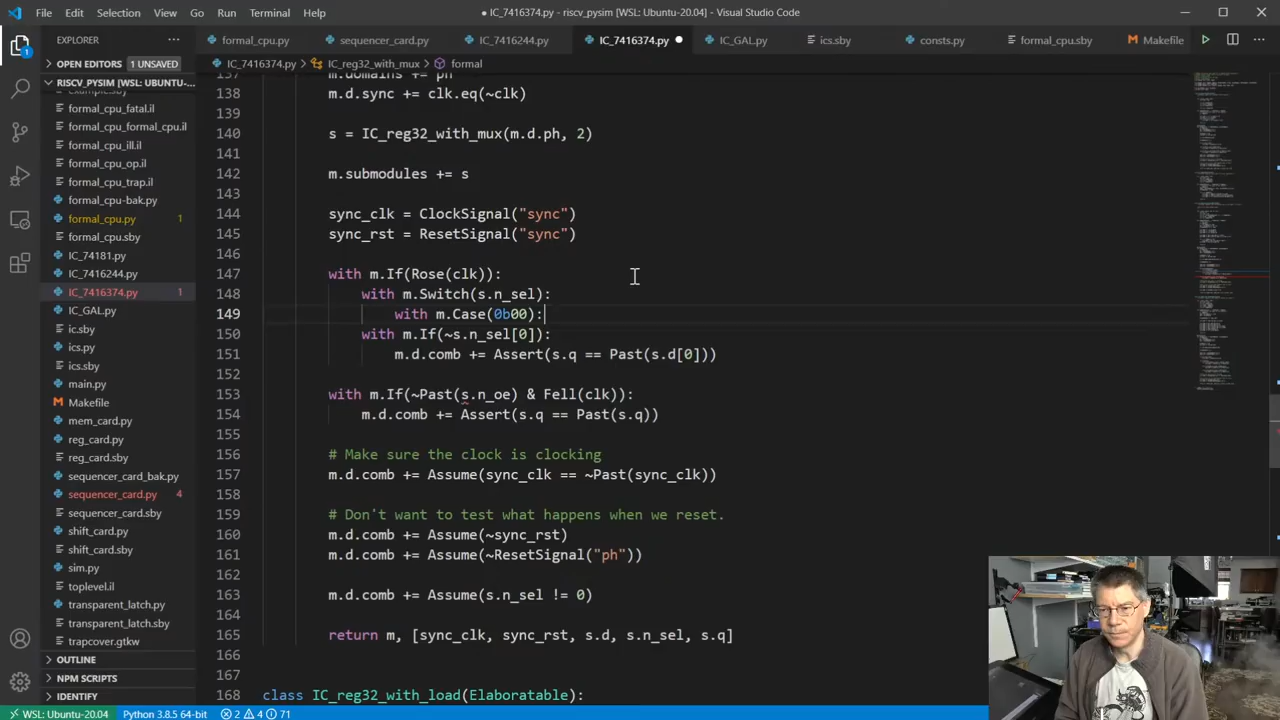 File Edit Selection View Go Run Terminal Help
● IC_7416374.py - riscv_pysim [WSL: Ubuntu-20.04] - Visual Studio Code
EXPLORER
formal_cpu.py sequencer_card.py IC_7416244.py IC_7416374.py IC_GAL.py ics.sby consts.py formal_cpu.sby Makefile
OPEN EDITORS 1 UNSAVED
IC_7416374.py > IC_reg32_with_mux > formal
RISCV_PYSIM [WSL: UBUNTU-...
Examples.sby
formal_cpu_fatal.il
formal_cpu_formal_cpu.il
formal_cpu_ill.il
formal_cpu_op.il
formal_cpu_trap.il
formal_cpu-bak.py
formal_cpu.py 1
formal_cpu.sby
IC_74181.py
IC_7416244.py
IC_7416374.py 1
IC_GAL.py
ic.sby
ics.py
ics.sby
main.py
Makefile
mem_card.py
reg_card.py
reg_card.sby
sequencer_card_bak.py
sequencer_card.py 4
sequencer_card.sby
shift_card.py
shift_card.sby
sim.py
toplevel.il
transparent_latch.py
transparent_latch.sby
trapcover.gtkw
OUTLINE
NPM SCRIPTS
IDENTIFY
137 m.domains += ph
138 m.d.sync += clk.eq(~clk)
139
140 s = IC_reg32_with_mux(m.d.ph, 2)
141
142 m.submodules += s
143
144 sync_clk = ClockSignal("sync")
145 sync_rst = ResetSignal("sync")
146
147 with m.If(Rose(clk)):
148 with m.Switch(s.n_sel):
149 with m.Case(0b00):
150 with m.If(~s.n_sel[0]):
151 m.d.comb += Assert(s.q == Past(s.d[0]))
152
153 with m.If(~Past(s.n_oe) & Fell(clk)):
154 m.d.comb += Assert(s.q == Past(s.q))
155
156 # Make sure the clock is clocking
157 m.d.comb += Assume(sync_clk == ~Past(sync_clk))
158
159 # Don't want to test what happens when we reset.
160 m.d.comb += Assume(~sync_rst)
161 m.d.comb += Assume(~ResetSignal("ph"))
162
163 m.d.comb += Assume(s.n_sel != 0)
164
165 return m, [sync_clk, sync_rst, s.d, s.n_sel, s.q]
166
167
168 class IC_reg32_with_load(Elaboratable):
WSL: Ubuntu-20.04 Python 3.8.5 64-bit 2 4 71